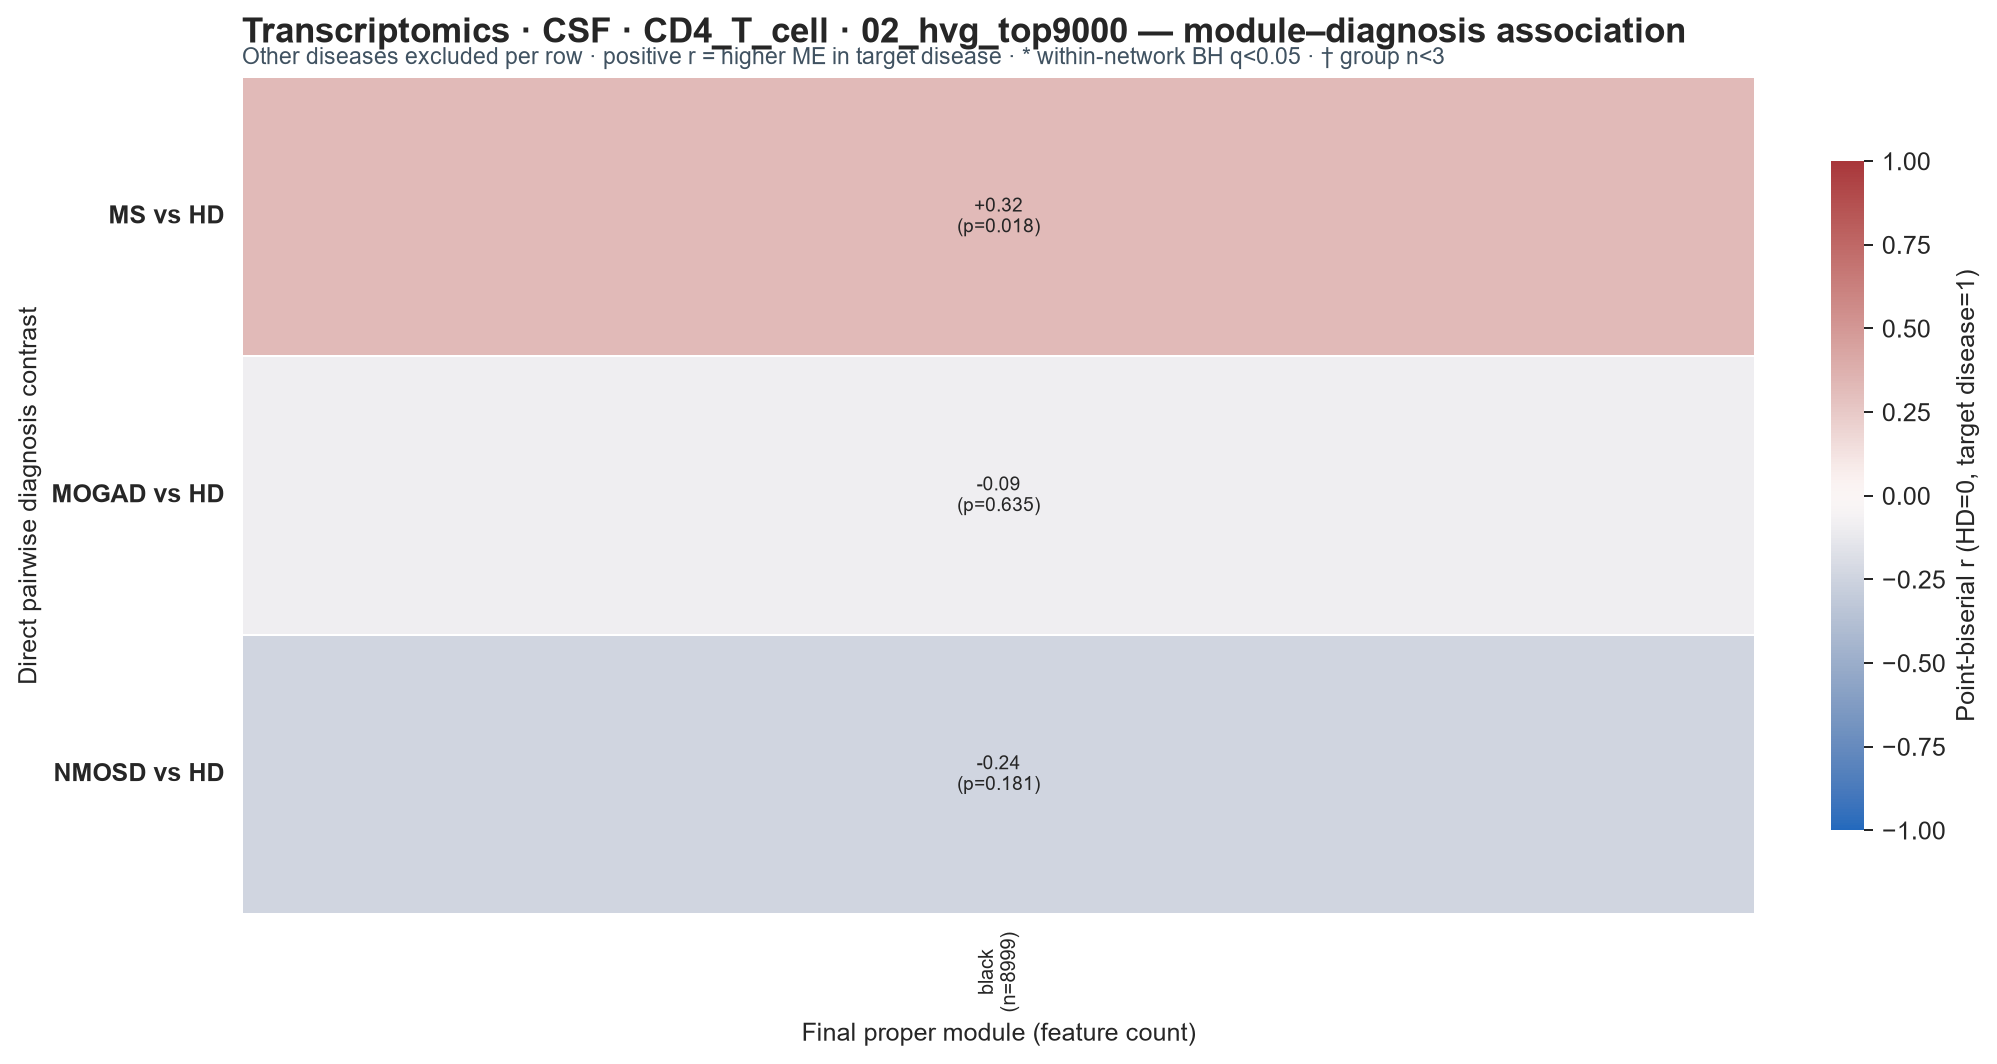 Transcriptomics · CSF · CD4_T_cell · 02_hvg_top9000 — module–diagnosis association
Other diseases excluded per row · positive r = higher ME in target disease · * within-network BH q<0.05 · † group n<3
Direct pairwise diagnosis contrast
MS vs HD
+0.32
(p=0.018)
MOGAD vs HD
-0.09
(p=0.635)
NMOSD vs HD
-0.24
(p=0.181)
black
(n=8999)
Final proper module (feature count)
1.00
0.75
0.50
0.25
0.00
−0.25
−0.50
−0.75
−1.00
Point-biserial r (HD=0, target disease=1)